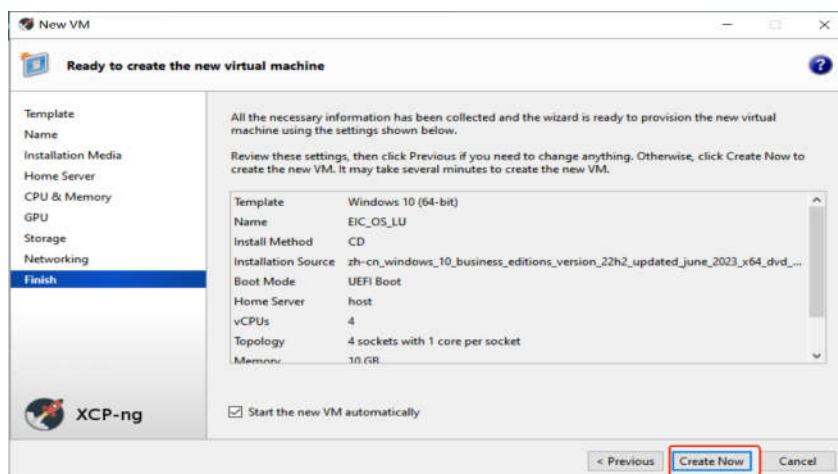 New VM
Ready to create the new virtual machine
Template
Name
Installation Media
Home Server
CPU & Memory
GPU
Storage
Networking
Finish
XCP-ng
All the necessary information has been collected and the wizard is ready to provision the new virtual
machine using the settings shown below.
Review these settings, then click Previous if you need to change anything. Otherwise, click Create Now to
create the new VM. It may take several minutes to create the new VM.
Template Windows 10 (64-bit)
Name EIC_OS_LU
Install Method CD
Installation Source zh-cn_windows_10_business_editions_version_22h2_updated_june_2023_x64_dvd_...
Boot Mode UEFI Boot
Home Server host
vCPUs 4
Topology 4 sockets with 1 core per socket
Memory 10 GB
Start the new VM automatically
< Previous Create Now Cancel